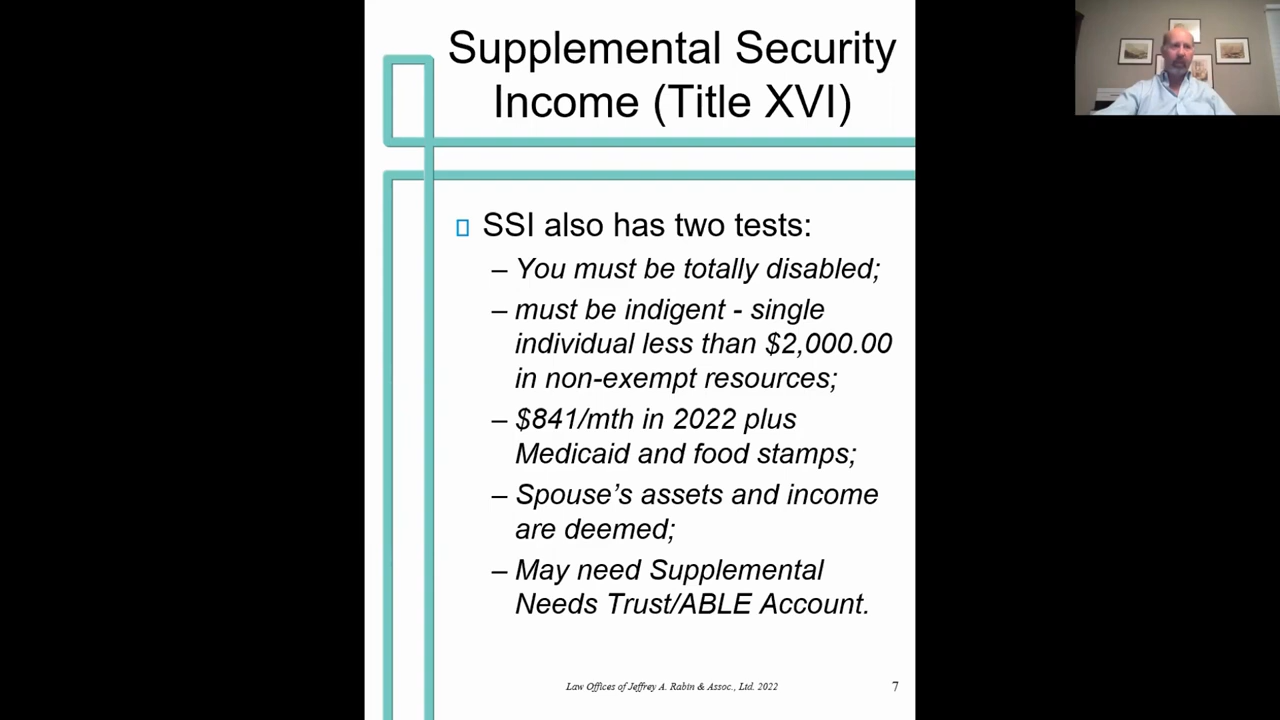 Supplemental Security
Income (Title XVI)
SSI also has two tests:
– You must be totally disabled;
– must be indigent - single
individual less than $2,000.00
in non-exempt resources;
– $841/mth in 2022 plus
Medicaid and food stamps;
– Spouse’s assets and income
are deemed;
– May need Supplemental
Needs Trust/ABLE Account.
Law Offices of Jeffrey A. Rabin & Assoc., Ltd. 2022
7